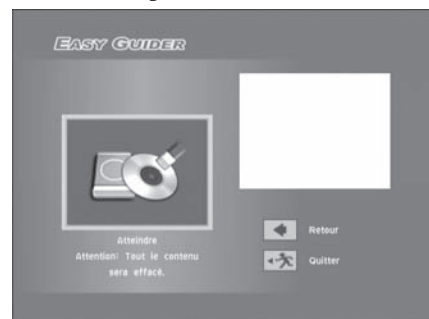 EASY GUIDER
Atteindre
Attention: Tout le contenu
sera effacé.
Retour
Quitter